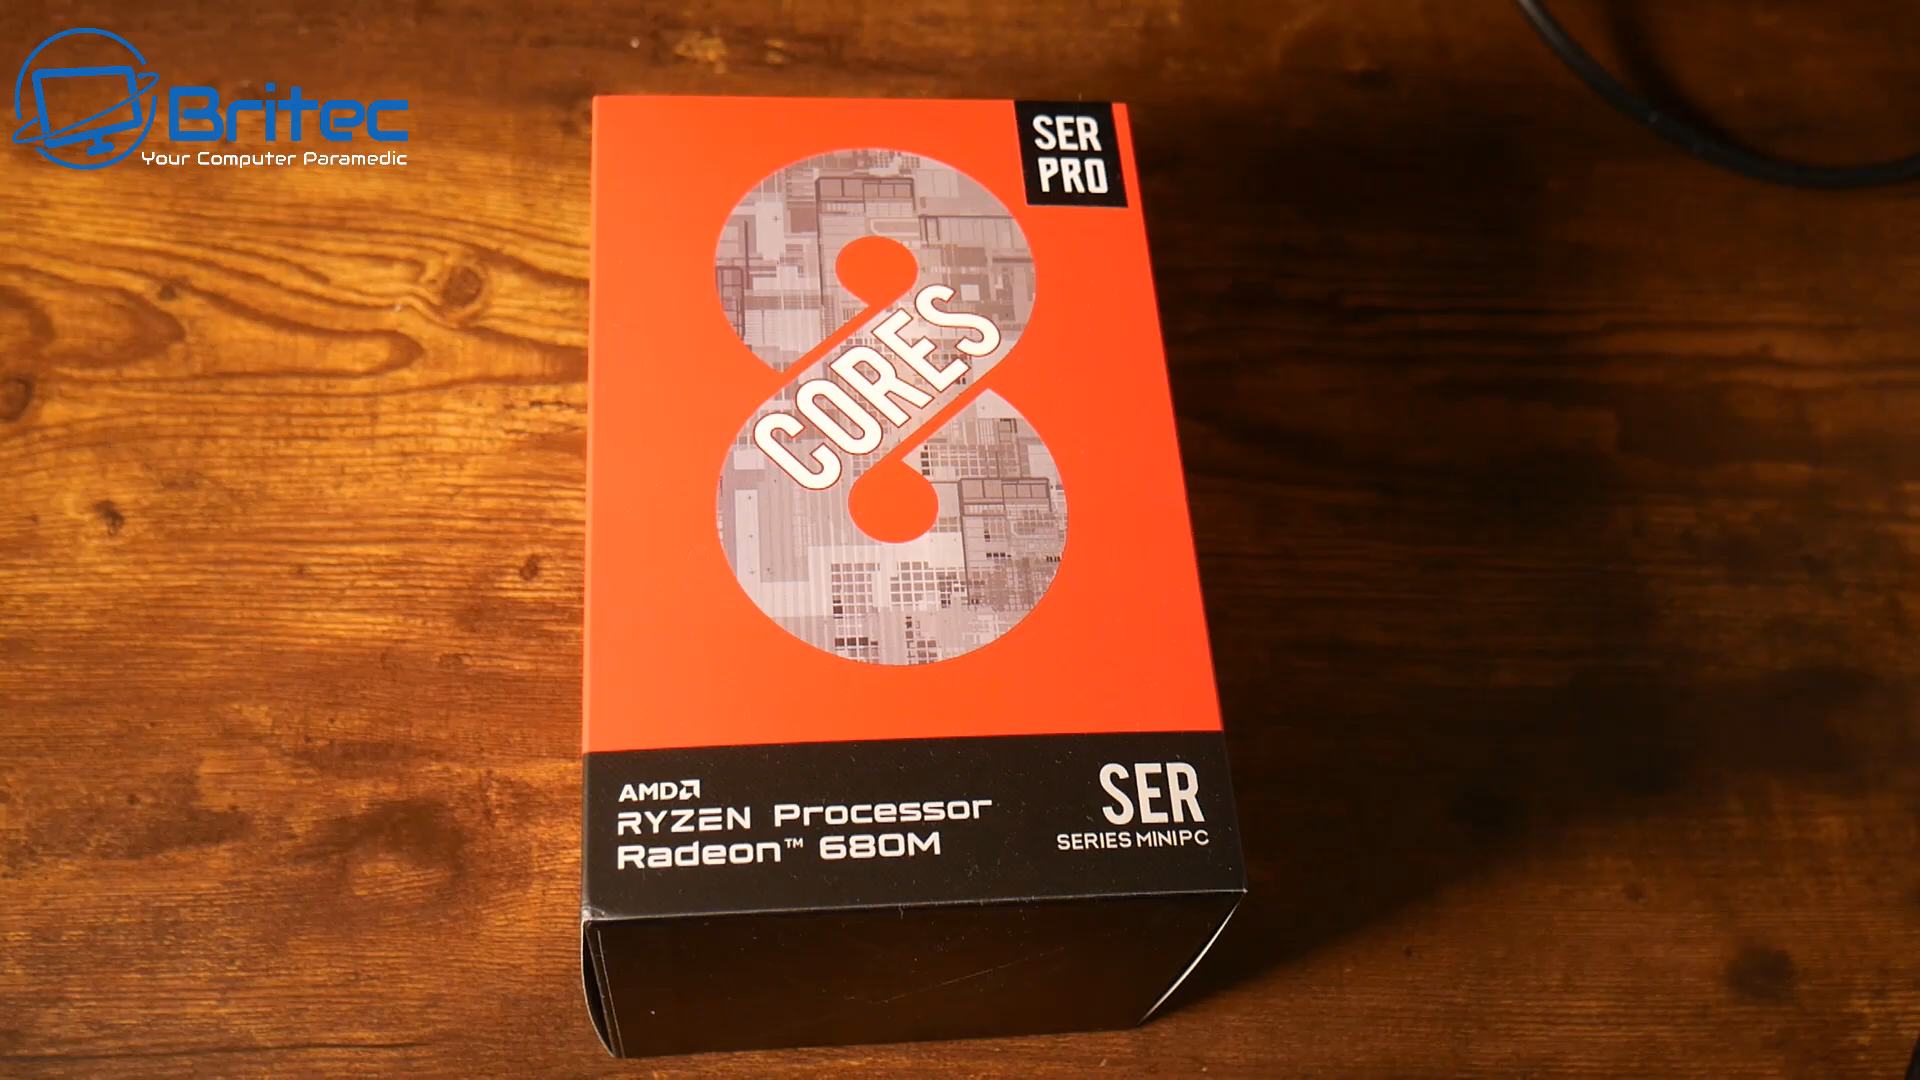 Britec
Your Computer Paramedic
SER
PRO
8
CORES
AMD
RYZEN Processor
Radeon™ 680M
SER
SERIES MINIPC